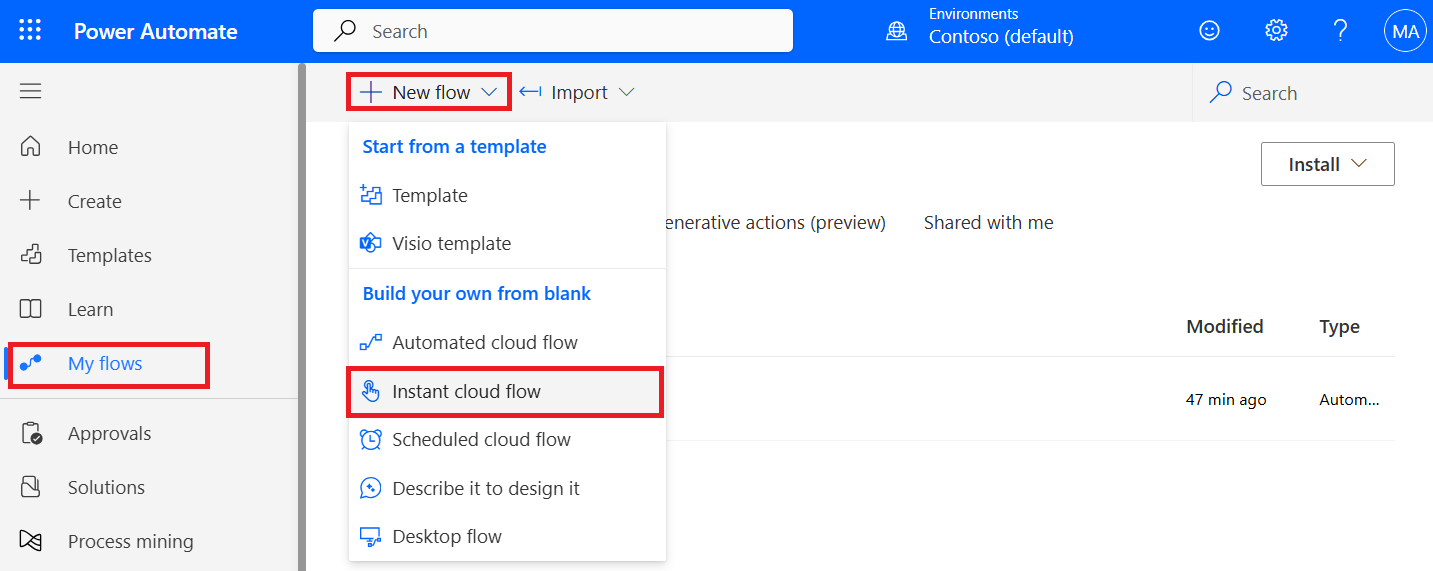 Power Automate
Search
Environments
Contoso (default)
MA
New flow
Import
Search
Home
Create
Templates
Learn
My flows
Approvals
Solutions
Process mining
Start from a template
Template
Visio template
Build your own from blank
Automated cloud flow
Instant cloud flow
Scheduled cloud flow
Describe it to design it
Desktop flow
Install
enerative actions (preview)
Shared with me
Modified
Type
47 min ago
Autom...